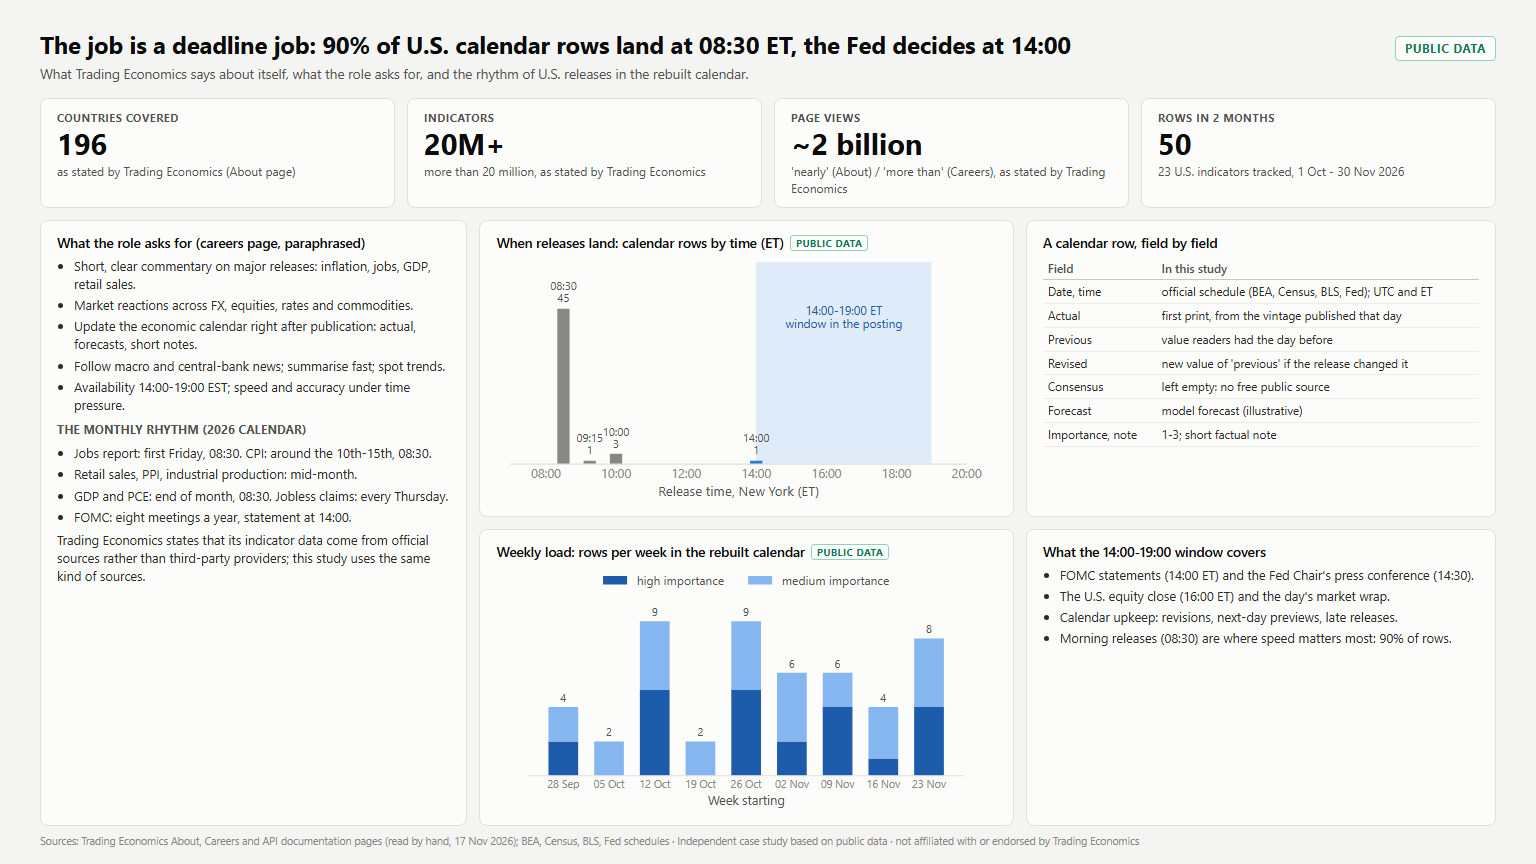 The job is a deadline job: 90% of U.S. calendar rows land at 08:30 ET, the Fed decides at 14:00
PUBLIC DATA
What Trading Economics says about itself, what the role asks for, and the rhythm of U.S. releases in the rebuilt calendar.
COUNTRIES COVERED
196
as stated by Trading Economics (About page)
INDICATORS
20M+
more than 20 million, as stated by Trading Economics
PAGE VIEWS
~2 billion
'nearly' (About) / 'more than' (Careers), as stated by Trading
Economics
ROWS IN 2 MONTHS
50
23 U.S. indicators tracked, 1 Oct - 30 Nov 2026
What the role asks for (careers page, paraphrased)
• Short, clear commentary on major releases: inflation, jobs, GDP,
retail sales.
• Market reactions across FX, equities, rates and commodities.
• Update the economic calendar right after publication: actual,
forecasts, short notes.
• Follow macro and central-bank news; summarise fast; spot trends.
• Availability 14:00-19:00 EST; speed and accuracy under time
pressure.
THE MONTHLY RHYTHM (2026 CALENDAR)
• Jobs report: first Friday, 08:30. CPI: around the 10th-15th, 08:30.
• Retail sales, PPI, industrial production: mid-month.
• GDP and PCE: end of month, 08:30. Jobless claims: every Thursday.
• FOMC: eight meetings a year, statement at 14:00.
Trading Economics states that its indicator data come from official
sources rather than third-party providers; this study uses the same
kind of sources.
When releases land: calendar rows by time (ET) PUBLIC DATA
08:30
45
09:15
1
10:00
3
14:00
1
14:00-19:00 ET
window in the posting
08:00 10:00 12:00 14:00 16:00 18:00 20:00
Release time, New York (ET)
Weekly load: rows per week in the rebuilt calendar PUBLIC DATA
high importance medium importance
4 2 9 2 9 6 6 4 8
28 Sep 05 Oct 12 Oct 19 Oct 26 Oct 02 Nov 09 Nov 16 Nov 23 Nov
Week starting
A calendar row, field by field
Field In this study
Date, time official schedule (BEA, Census, BLS, Fed); UTC and ET
Actual first print, from the vintage published that day
Previous value readers had the day before
Revised new value of 'previous' if the release changed it
Consensus left empty: no free public source
Forecast model forecast (illustrative)
Importance, note 1-3; short factual note
What the 14:00-19:00 window covers
• FOMC statements (14:00 ET) and the Fed Chair's press conference (14:30).
• The U.S. equity close (16:00 ET) and the day's market wrap.
• Calendar upkeep: revisions, next-day previews, late releases.
• Morning releases (08:30) are where speed matters most: 90% of rows.
Sources: Trading Economics About, Careers and API documentation pages (read by hand, 17 Nov 2026); BEA, Census, BLS, Fed schedules · Independent case study based on public data · not affiliated with or endorsed by Trading Economics